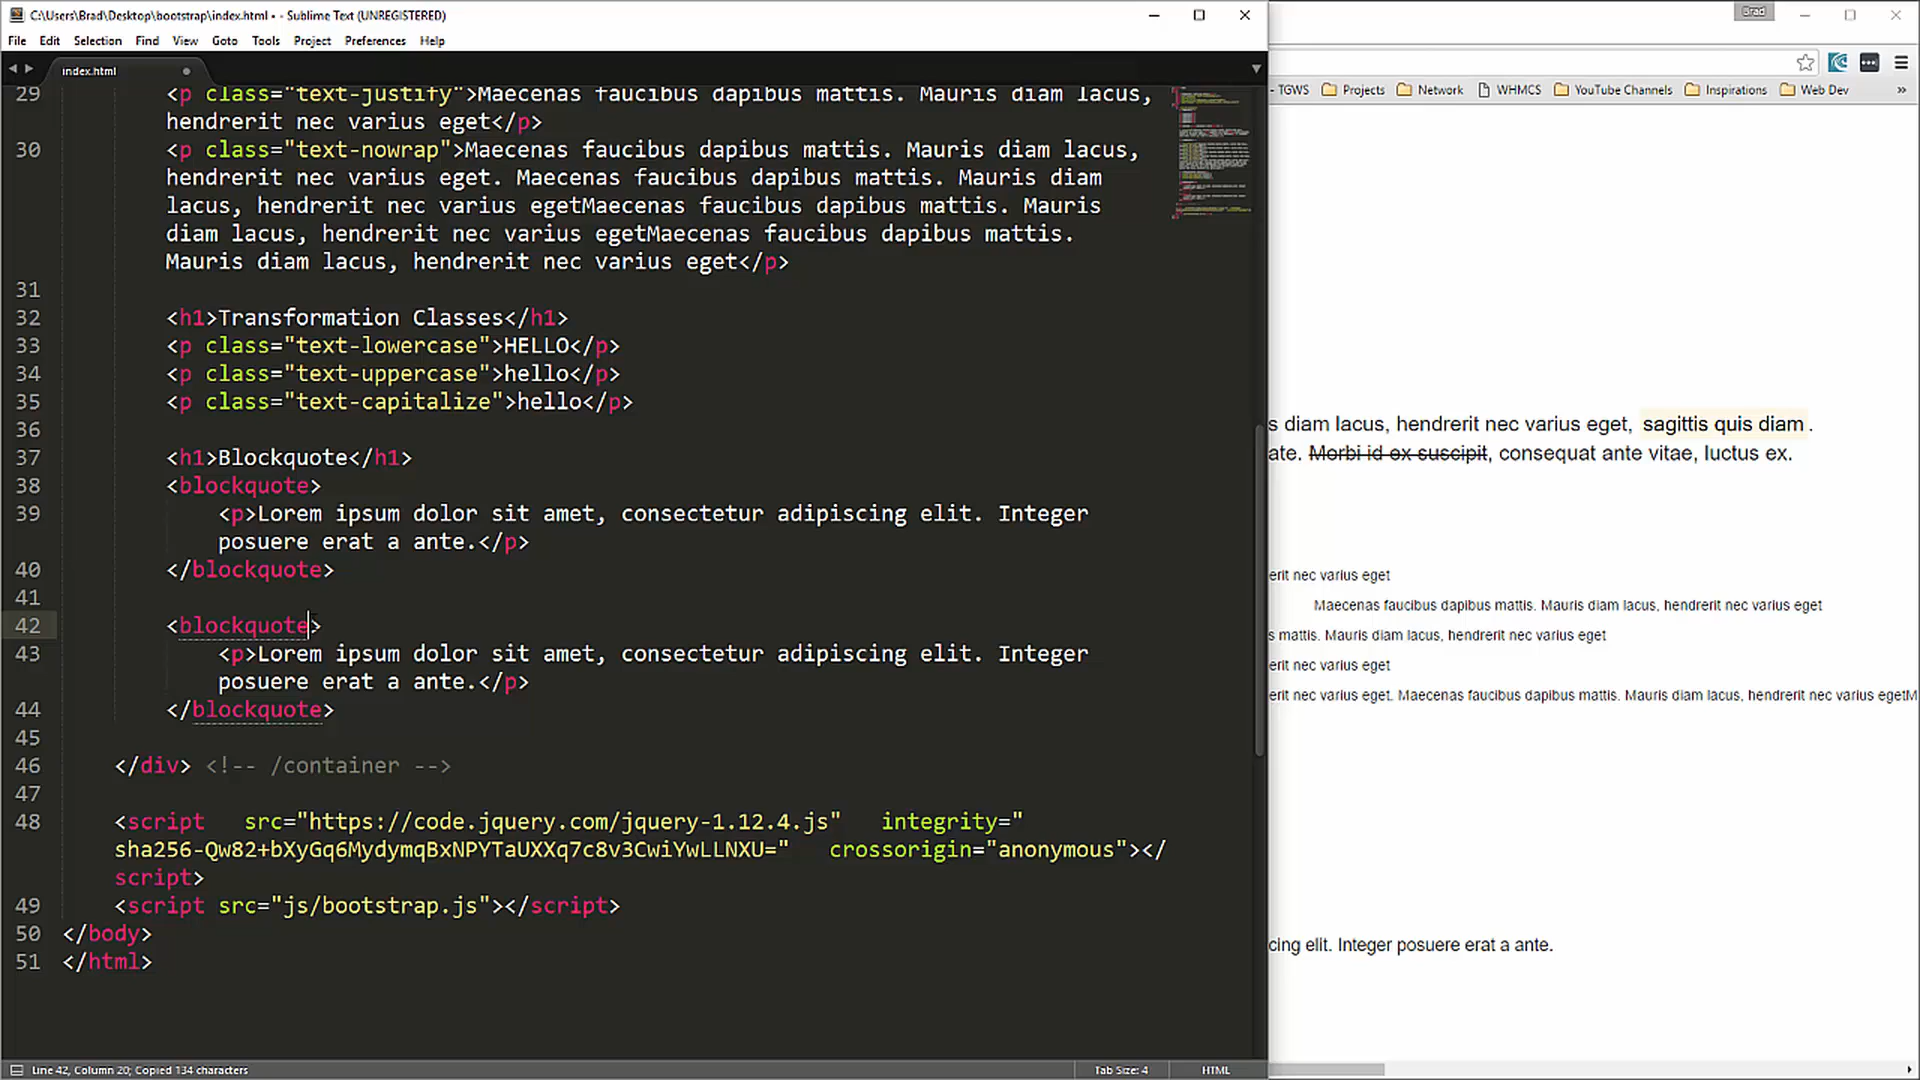 C:\Users\Brad\Desktop\bootstrap\index.html • - Sublime Text (UNREGISTERED)
Brad
File Edit Selection Find View Goto Tools Project Preferences Help
index.html
- TGWS Projects Network WHMCS YouTube Channels Inspirations Web Dev »
29 <p class="text-justify">Maecenas faucibus dapibus mattis. Mauris diam lacus,
hendrerit nec varius eget</p>
30 <p class="text-nowrap">Maecenas faucibus dapibus mattis. Mauris diam lacus,
hendrerit nec varius eget. Maecenas faucibus dapibus mattis. Mauris diam
lacus, hendrerit nec varius egetMaecenas faucibus dapibus mattis. Mauris
diam lacus, hendrerit nec varius egetMaecenas faucibus dapibus mattis.
Mauris diam lacus, hendrerit nec varius eget</p>
31
32 <h1>Transformation Classes</h1>
33 <p class="text-lowercase">HELLO</p>
34 <p class="text-uppercase">hello</p>
35 <p class="text-capitalize">hello</p>
36
37 <h1>Blockquote</h1>
38 <blockquote>
39 <p>Lorem ipsum dolor sit amet, consectetur adipiscing elit. Integer
posuere erat a ante.</p>
40 </blockquote>
41
42 <blockquote>
43 <p>Lorem ipsum dolor sit amet, consectetur adipiscing elit. Integer
posuere erat a ante.</p>
44 </blockquote>
45
46 </div> <!-- /container -->
47
48 <script src="https://code.jquery.com/jquery-1.12.4.js" integrity="
sha256-Qw82+bXyGq6MydymqBxNPYTaUXXq7c8v3CwiYwLLNXU=" crossorigin="anonymous"></
script>
49 <script src="js/bootstrap.js"></script>
50 </body>
51 </html>
s diam lacus, hendrerit nec varius eget, sagittis quis diam .
ate. Morbi id ex suscipit, consequat ante vitae, luctus ex.
erit nec varius eget
Maecenas faucibus dapibus mattis. Mauris diam lacus, hendrerit nec varius eget
s mattis. Mauris diam lacus, hendrerit nec varius eget
erit nec varius eget
erit nec varius eget. Maecenas faucibus dapibus mattis. Mauris diam lacus, hendrerit nec varius egetM
cing elit. Integer posuere erat a ante.
Line 42, Column 20; Copied 134 characters
Tab Size: 4
HTML